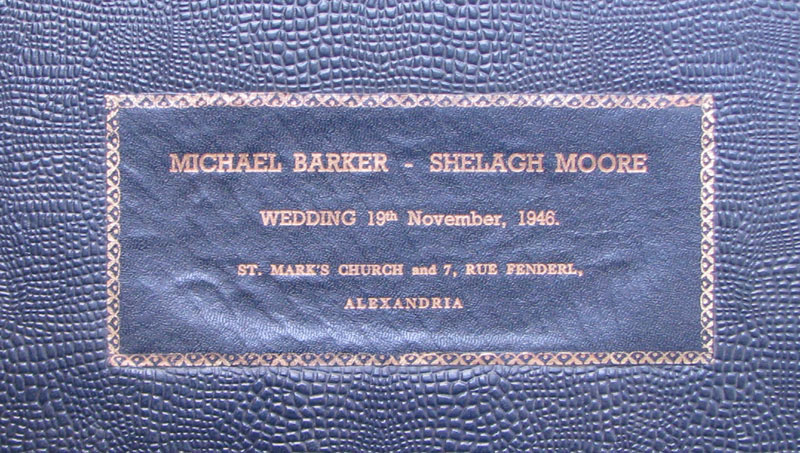 MICHAEL BARKER - SHELAGH MOORE
WEDDING 19th November, 1946.
ST. MARK'S CHURCH and 7, RUE FENDERL,
ALEXANDRIA